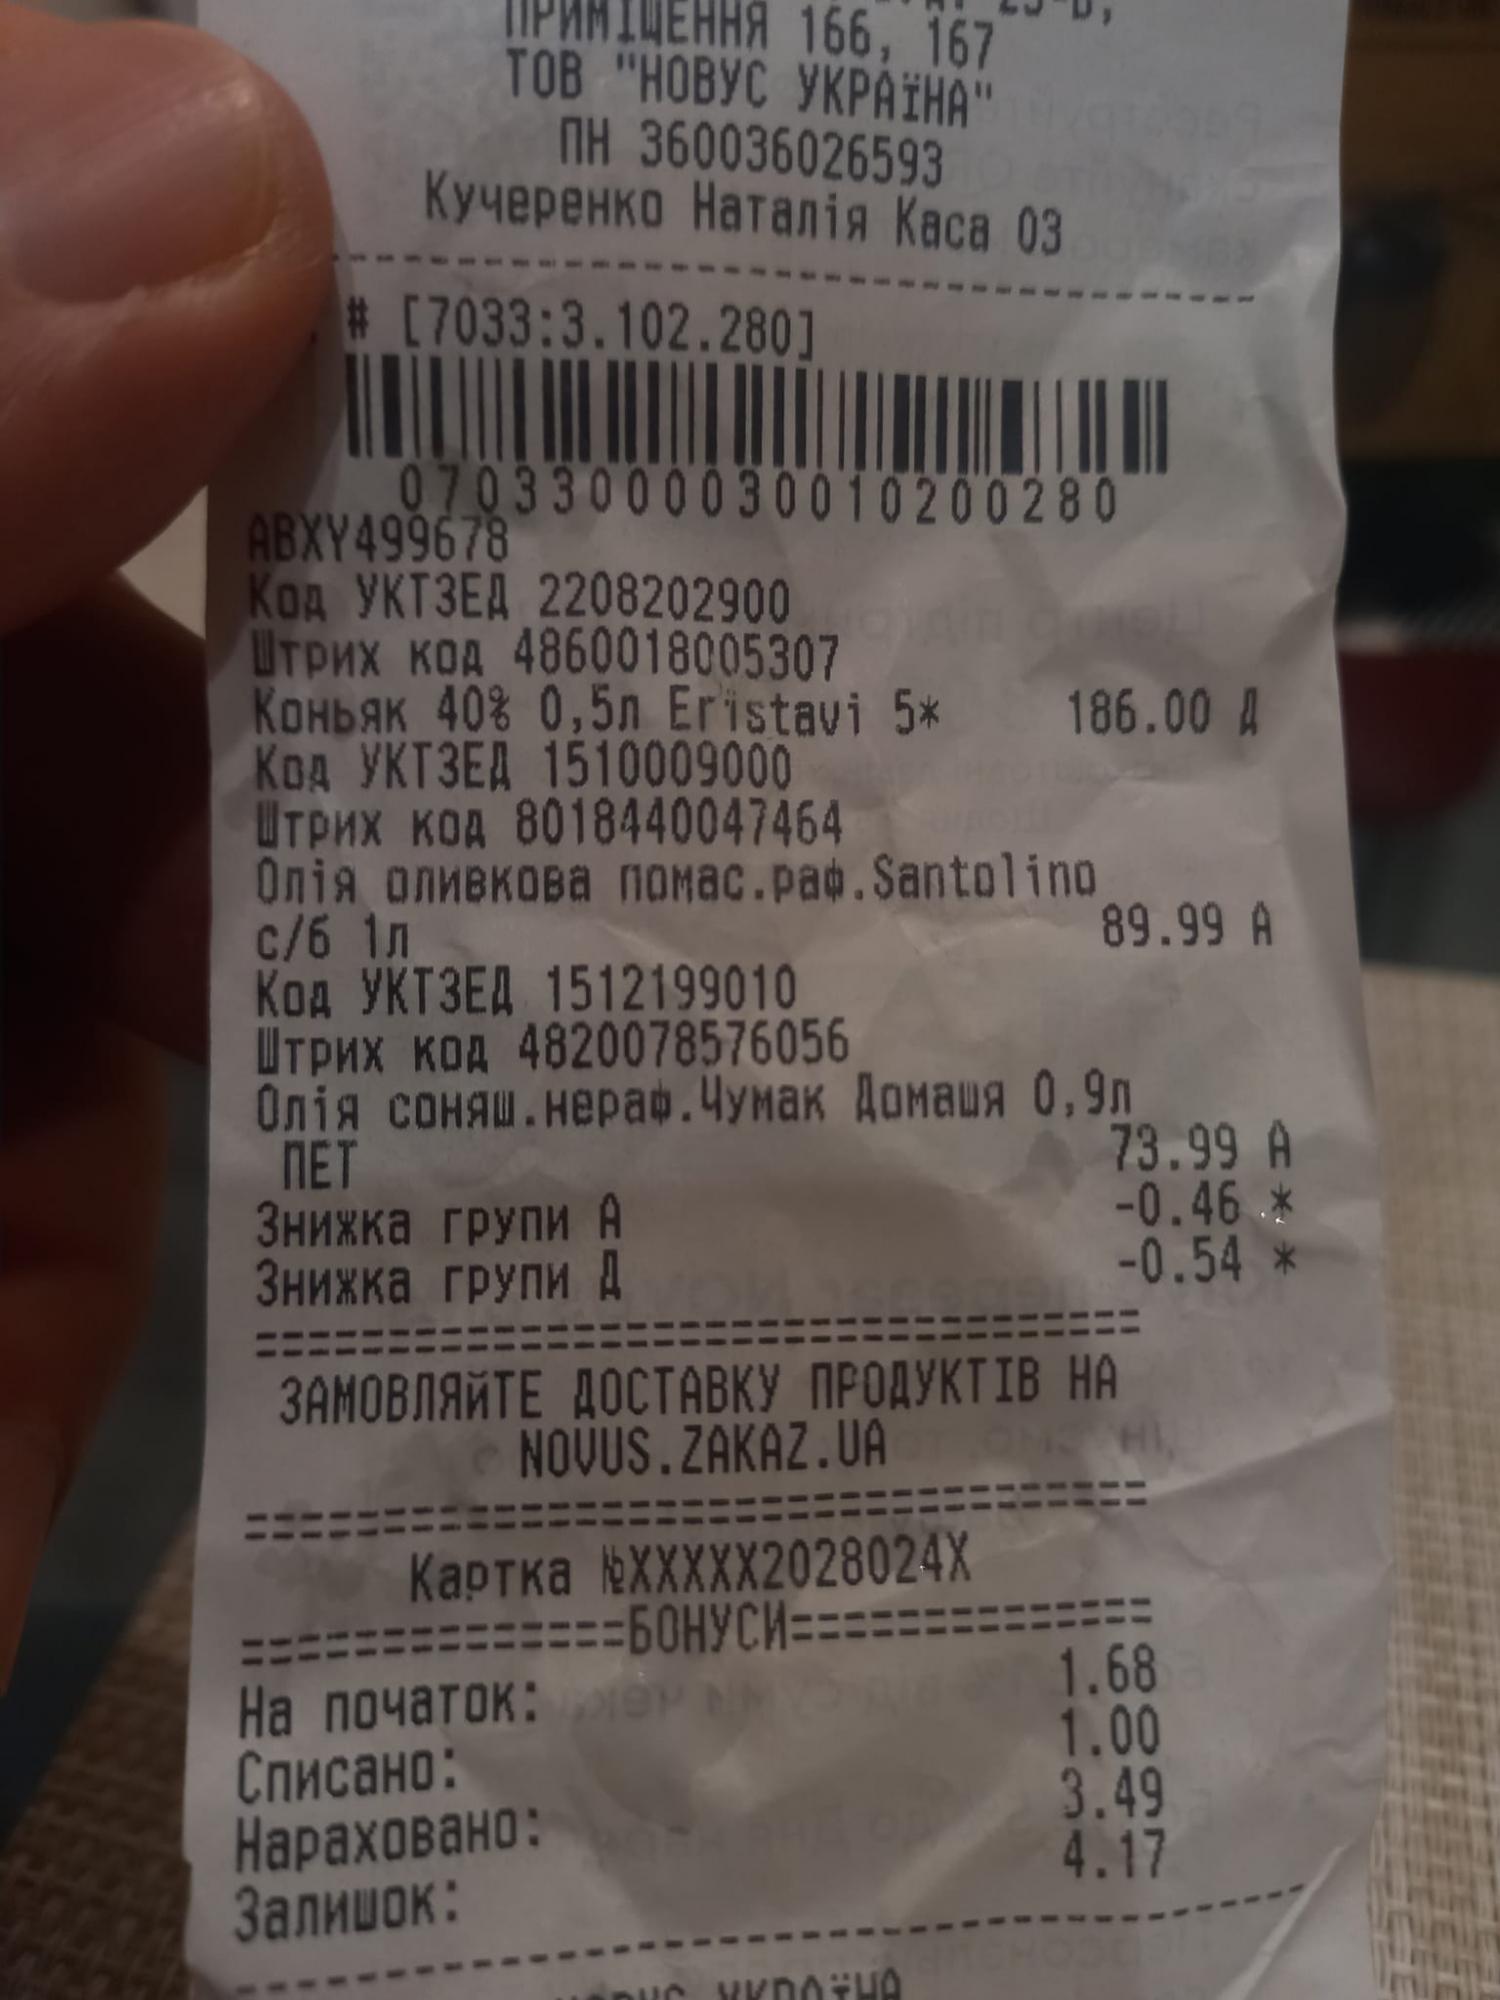 ПРИМІЩЕННЯ 166, 167
ТОВ "НОВУС УКРАЇНА"
ПН 360036026593
Кучеренко Наталія Каса 03
# [7033:3.102.280]
07033000030010200280
ABXY499678
Код УКТЗЕД 2208202900
Штрих код 4860018005307
Коньяк 40% 0,5л Eristavi 5* 186.00 Д
Код УКТЗЕД 1510009000
Штрих код 8018440047464
Олія оливкова помас.раф.Santolino
с/б 1л 89.99 А
Код УКТЗЕД 1512199010
Штрих код 4820078576056
Олія соняш.нераф.Чумак Домашя 0,9л
ПЕТ 73.99 А
Знижка групи А -0.46 *
Знижка групи Д -0.54 *
ЗАМОВЛЯЙТЕ ДОСТАВКУ ПРОДУКТІВ НА
NOVUS.ZAKAZ.UA
Картка №XXXXX2028024X
БОНУСИ
На початок: 1.68
Списано: 1.00
Нараховано: 3.49
Залишок: 4.17
УКРАЇНА